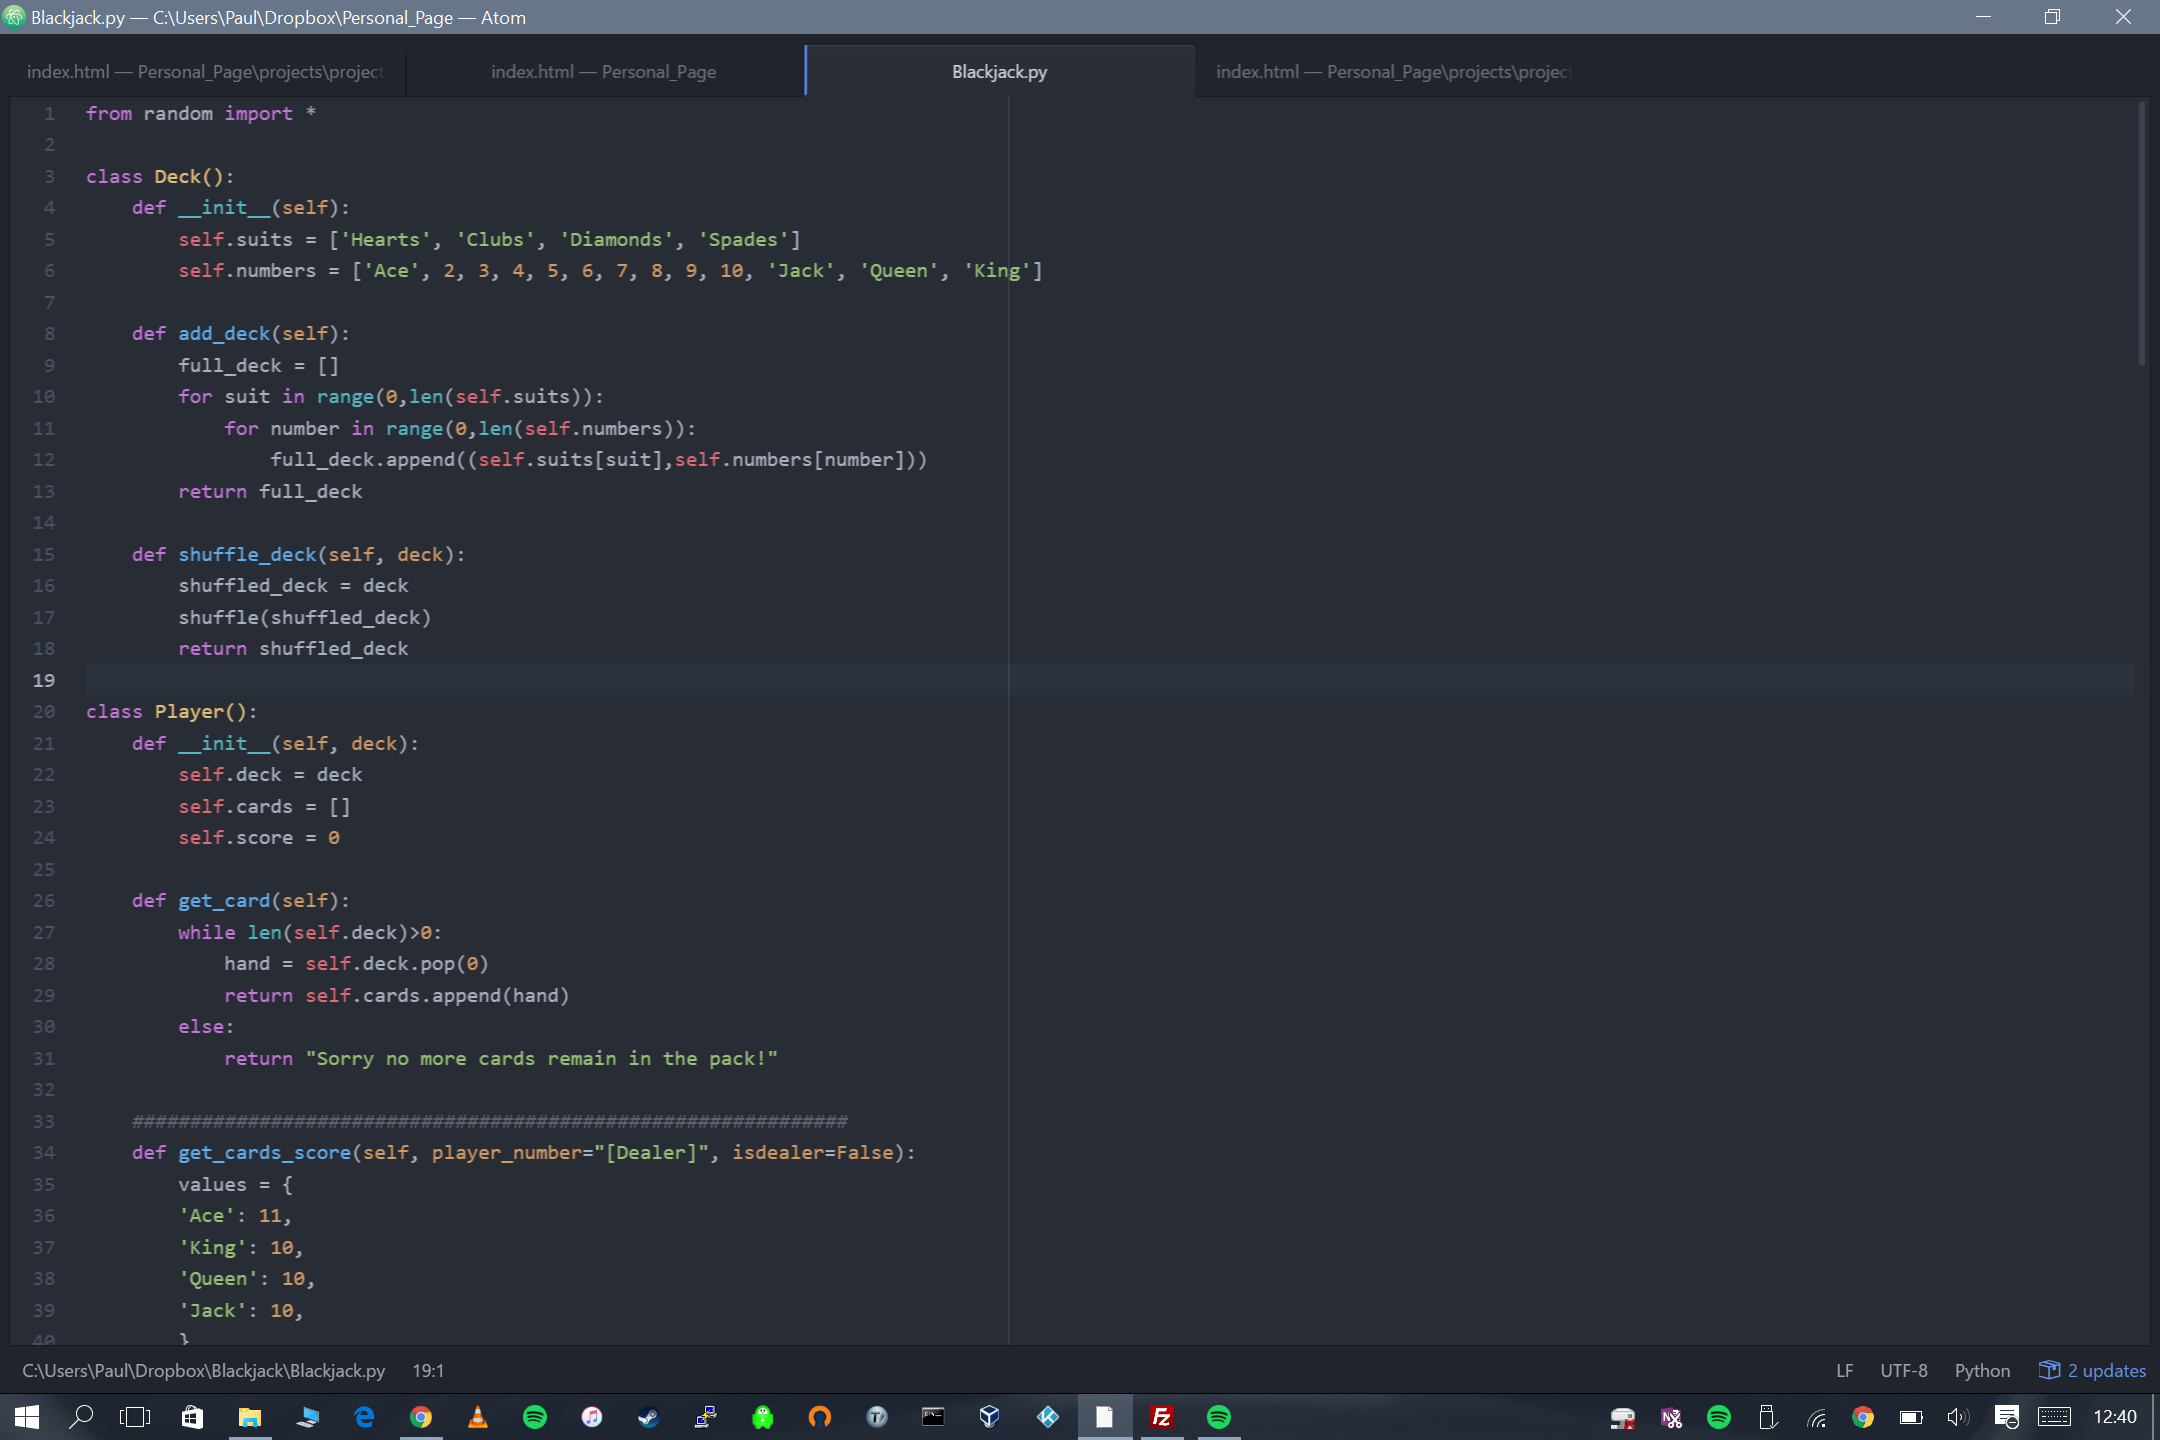 Blackjack.py — C:\Users\Paul\Dropbox\Personal_Page — Atom
index.html — Personal_Page\projects\project
index.html — Personal_Page
Blackjack.py
index.html — Personal_Page\projects\project
1 from random import *
2
3 class Deck():
4     def __init__(self):
5         self.suits = ['Hearts', 'Clubs', 'Diamonds', 'Spades']
6         self.numbers = ['Ace', 2, 3, 4, 5, 6, 7, 8, 9, 10, 'Jack', 'Queen', 'King']
7
8     def add_deck(self):
9         full_deck = []
10         for suit in range(0,len(self.suits)):
11             for number in range(0,len(self.numbers)):
12                 full_deck.append((self.suits[suit],self.numbers[number]))
13         return full_deck
14
15     def shuffle_deck(self, deck):
16         shuffled_deck = deck
17         shuffle(shuffled_deck)
18         return shuffled_deck
19
20 class Player():
21     def __init__(self, deck):
22         self.deck = deck
23         self.cards = []
24         self.score = 0
25
26     def get_card(self):
27         while len(self.deck)>0:
28             hand = self.deck.pop(0)
29             return self.cards.append(hand)
30         else:
31             return "Sorry no more cards remain in the pack!"
32
33     ##############################################################
34     def get_cards_score(self, player_number="[Dealer]", isdealer=False):
35         values = {
36         'Ace': 11,
37         'King': 10,
38         'Queen': 10,
39         'Jack': 10,
40         }
C:\Users\Paul\Dropbox\Blackjack\Blackjack.py 19:1
LF UTF-8 Python 2 updates
12:40